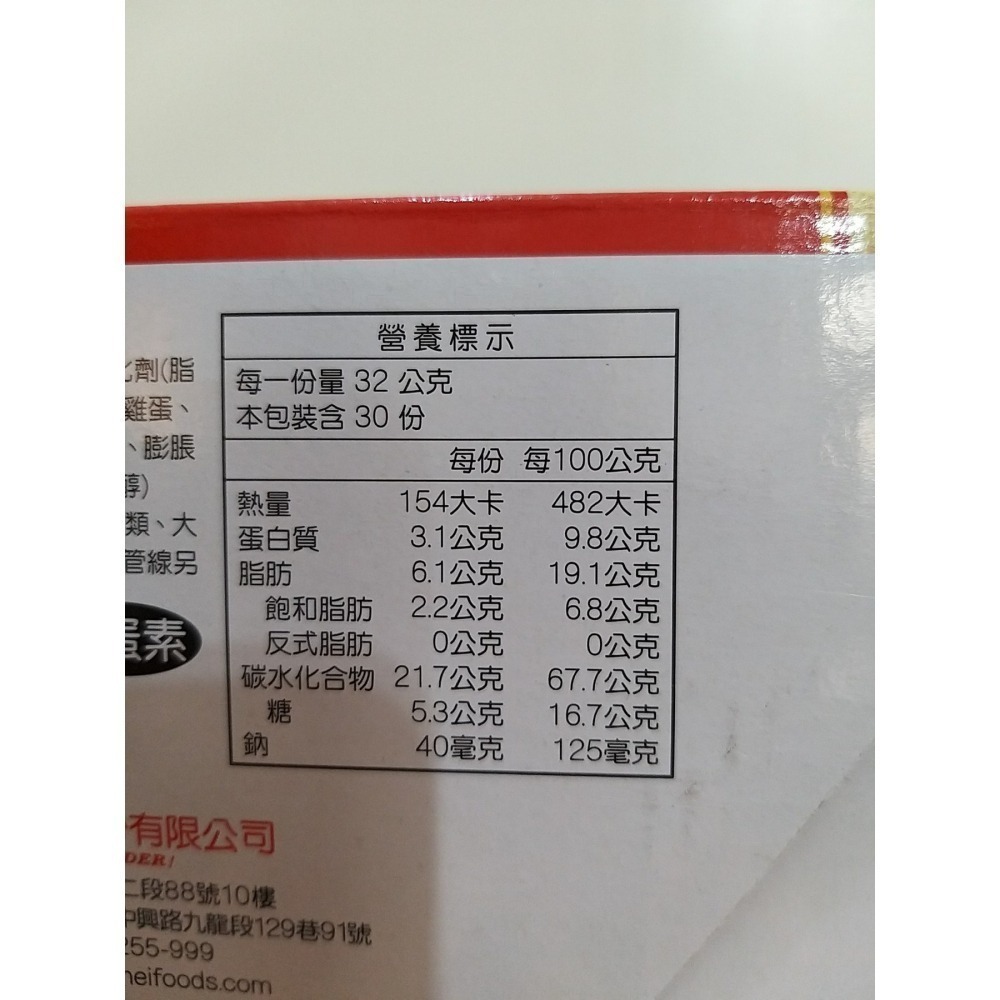 營養標示
每一份量 32 公克
本包裝含 30 份
每份 每100公克
熱量 154大卡 482大卡
蛋白質 3.1公克 9.8公克
脂肪 6.1公克 19.1公克
飽和脂肪 2.2公克 6.8公克
反式脂肪 0公克 0公克
碳水化合物 21.7公克 67.7公克
糖 5.3公克 16.7公克
鈉 40毫克 125毫克
劑(脂
雞蛋、
、膨脹
醇)
類、大
管線另
蛋素
有限公司
DER!
二段88號10樓
中興路九龍段129巷91號
255-999
eifoods.com